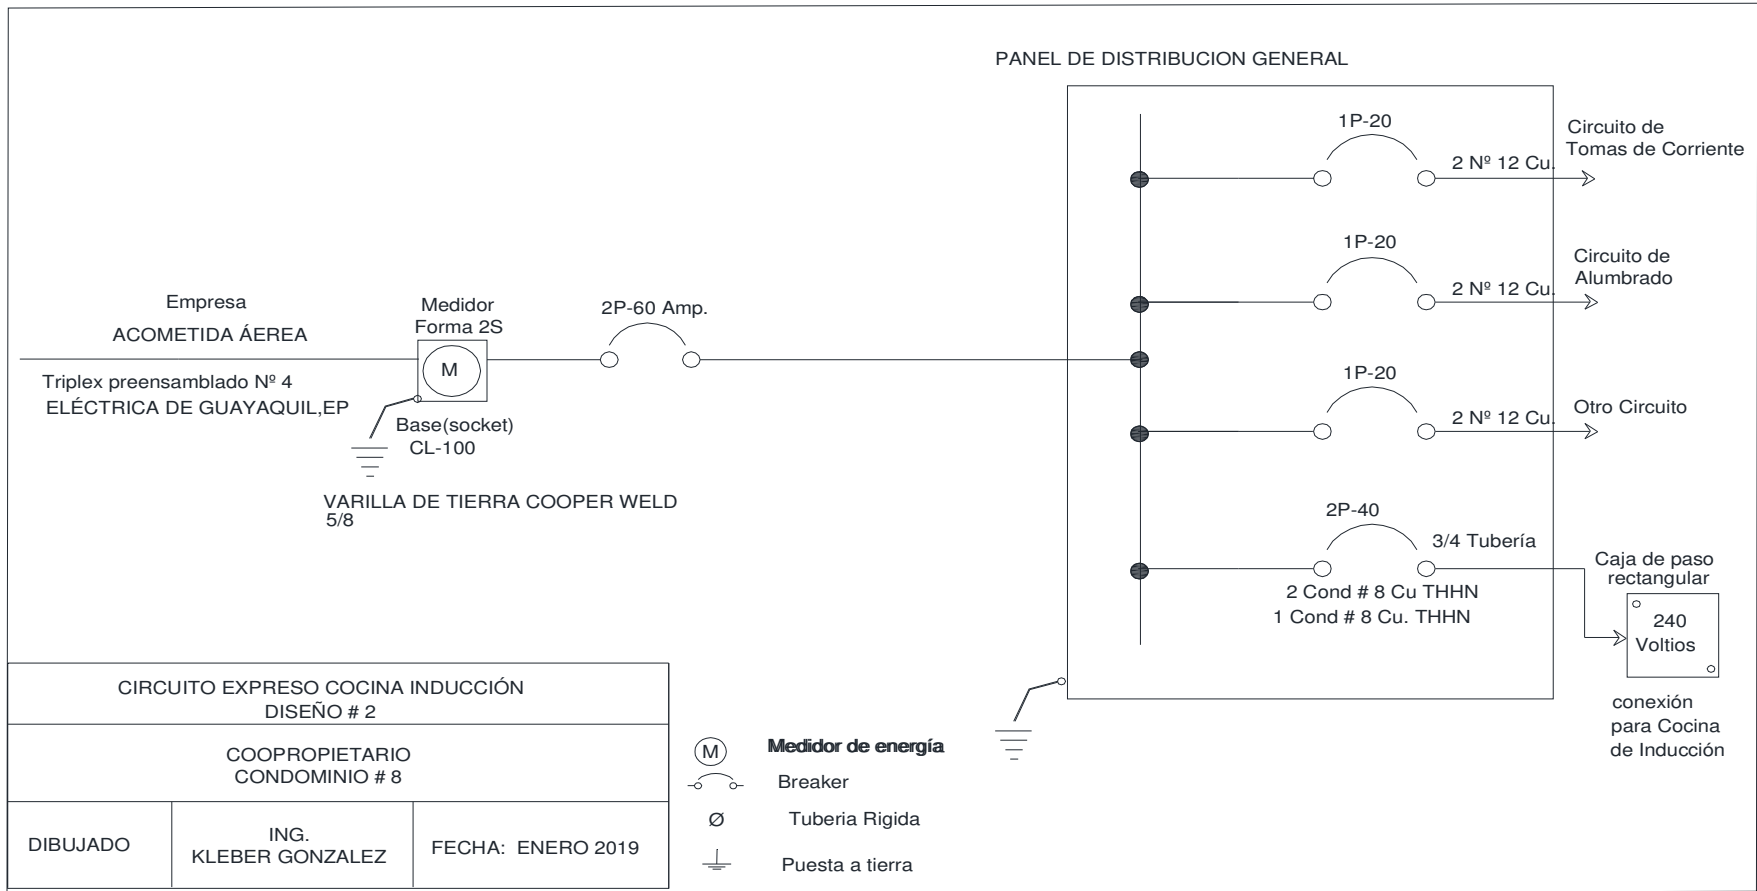 PANEL DE DISTRIBUCION GENERAL
1P-20
2 Nº 12 Cu.
Circuito de
Tomas de Corriente
1P-20
2 Nº 12 Cu.
Circuito de
Alumbrado
Empresa
ACOMETIDA ÁEREA
Triplex preensamblado Nº 4
ELÉCTRICA DE GUAYAQUIL,EP
Medidor
Forma 2S
M
Base(socket)
CL-100
2P-60 Amp.
VARILLA DE TIERRA COOPER WELD
5/8
1P-20
2 Nº 12 Cu.
Otro Circuito
2P-40
3/4 Tubería
2 Cond # 8 Cu THHN
1 Cond # 8 Cu. THHN
Caja de paso
rectangular
240
Voltios
conexión
para Cocina
de Inducción
CIRCUITO EXPRESO COCINA INDUCCIÓN
DISEÑO # 2
COOPROPIETARIO
CONDOMINIO # 8
DIBUJADO
ING.
KLEBER GONZALEZ
FECHA: ENERO 2019
M
Medidor de energía
Breaker
Ø
Tuberia Rigida
Puesta a tierra